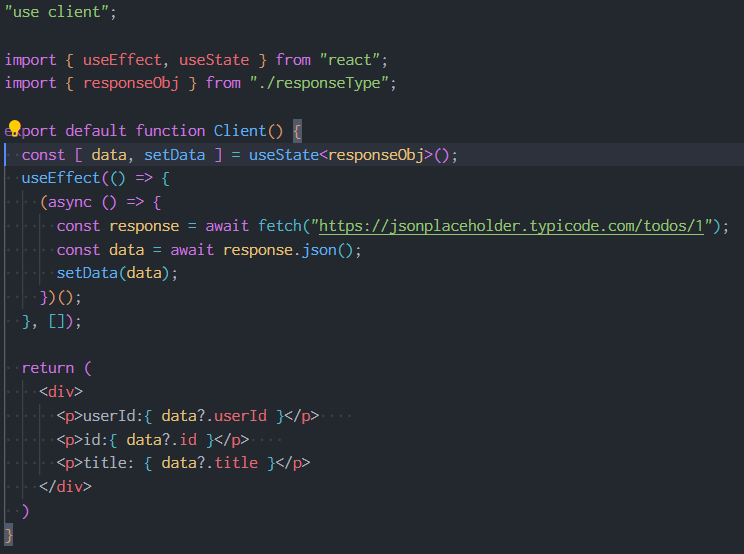 "use client";
import { useEffect, useState } from "react";
import { responseObj } from "./responseType";
export default function Client() {
const [ data, setData ] = useState<responseObj>();
useEffect(() => {
(async () => {
const response = await fetch("https://jsonplaceholder.typicode.com/todos/1");
const data = await response.json();
setData(data);
})();
}, []);
return (
<div>
<p>userId:{ data?.userId }</p>
<p>id:{ data?.id }</p>
<p>title: { data?.title }</p>
</div>
)
}